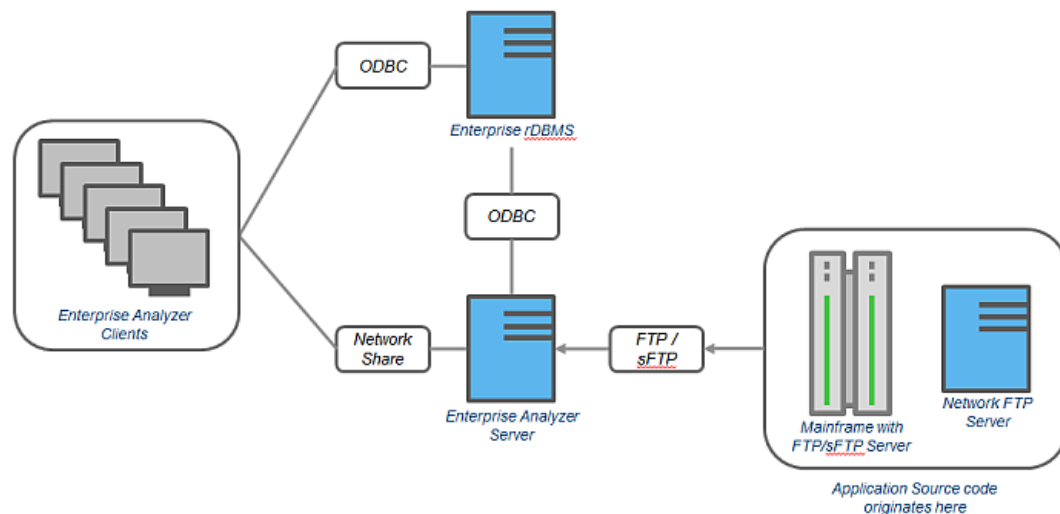 ODBC
Enterprise rDBMS
ODBC
Enterprise Analyzer
Clients
Network
Share
FTP /
sFTP
Enterprise Analyzer
Server
Mainframe with
FTP/sFTP Server
Network FTP
Server
Application Source code
originates here